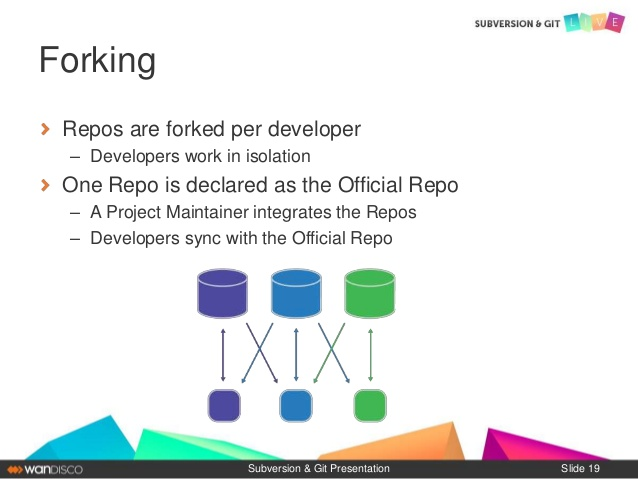 SUBVERSION & GIT LIVE
Forking
Repos are forked per developer
– Developers work in isolation
One Repo is declared as the Official Repo
– A Project Maintainer integrates the Repos
– Developers sync with the Official Repo
WANDISCO
Subversion & Git Presentation
Slide 19